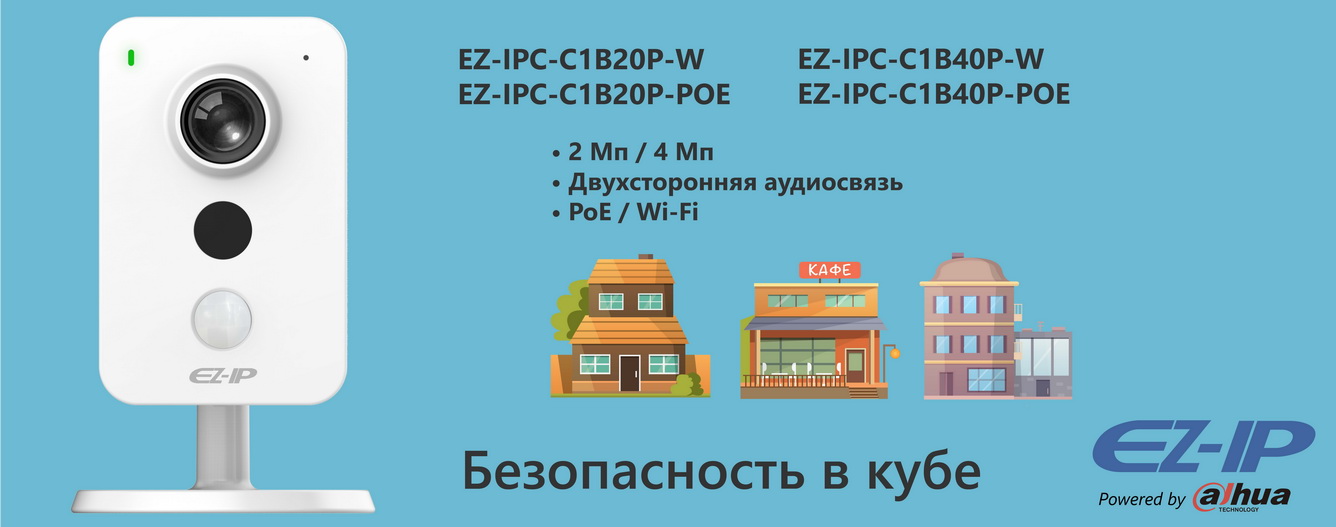 EZ-IPC-C1B20P-W
EZ-IPC-C1B20P-POE
EZ-IPC-C1B40P-W
EZ-IPC-C1B40P-POE
• 2 Мп / 4 Мп
• Двухсторонняя аудиосвязь
• PoE / Wi-Fi
КАФЕ
EZ-IP
Безопасность в кубе
EZ-IP
Powered by alhua
TECHNOLOGY